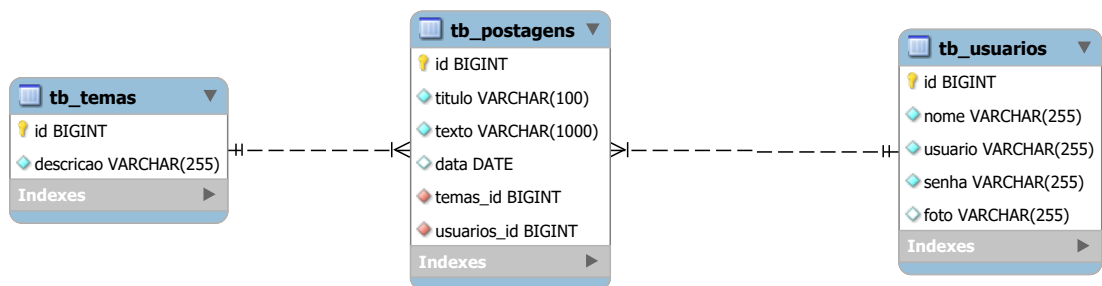 tb_temas
id BIGINT
descricao VARCHAR(255)
Indexes
tb_postagens
id BIGINT
titulo VARCHAR(100)
texto VARCHAR(1000)
data DATE
temas_id BIGINT
usuarios_id BIGINT
Indexes
tb_usuarios
id BIGINT
nome VARCHAR(255)
usuario VARCHAR(255)
senha VARCHAR(255)
foto VARCHAR(255)
Indexes